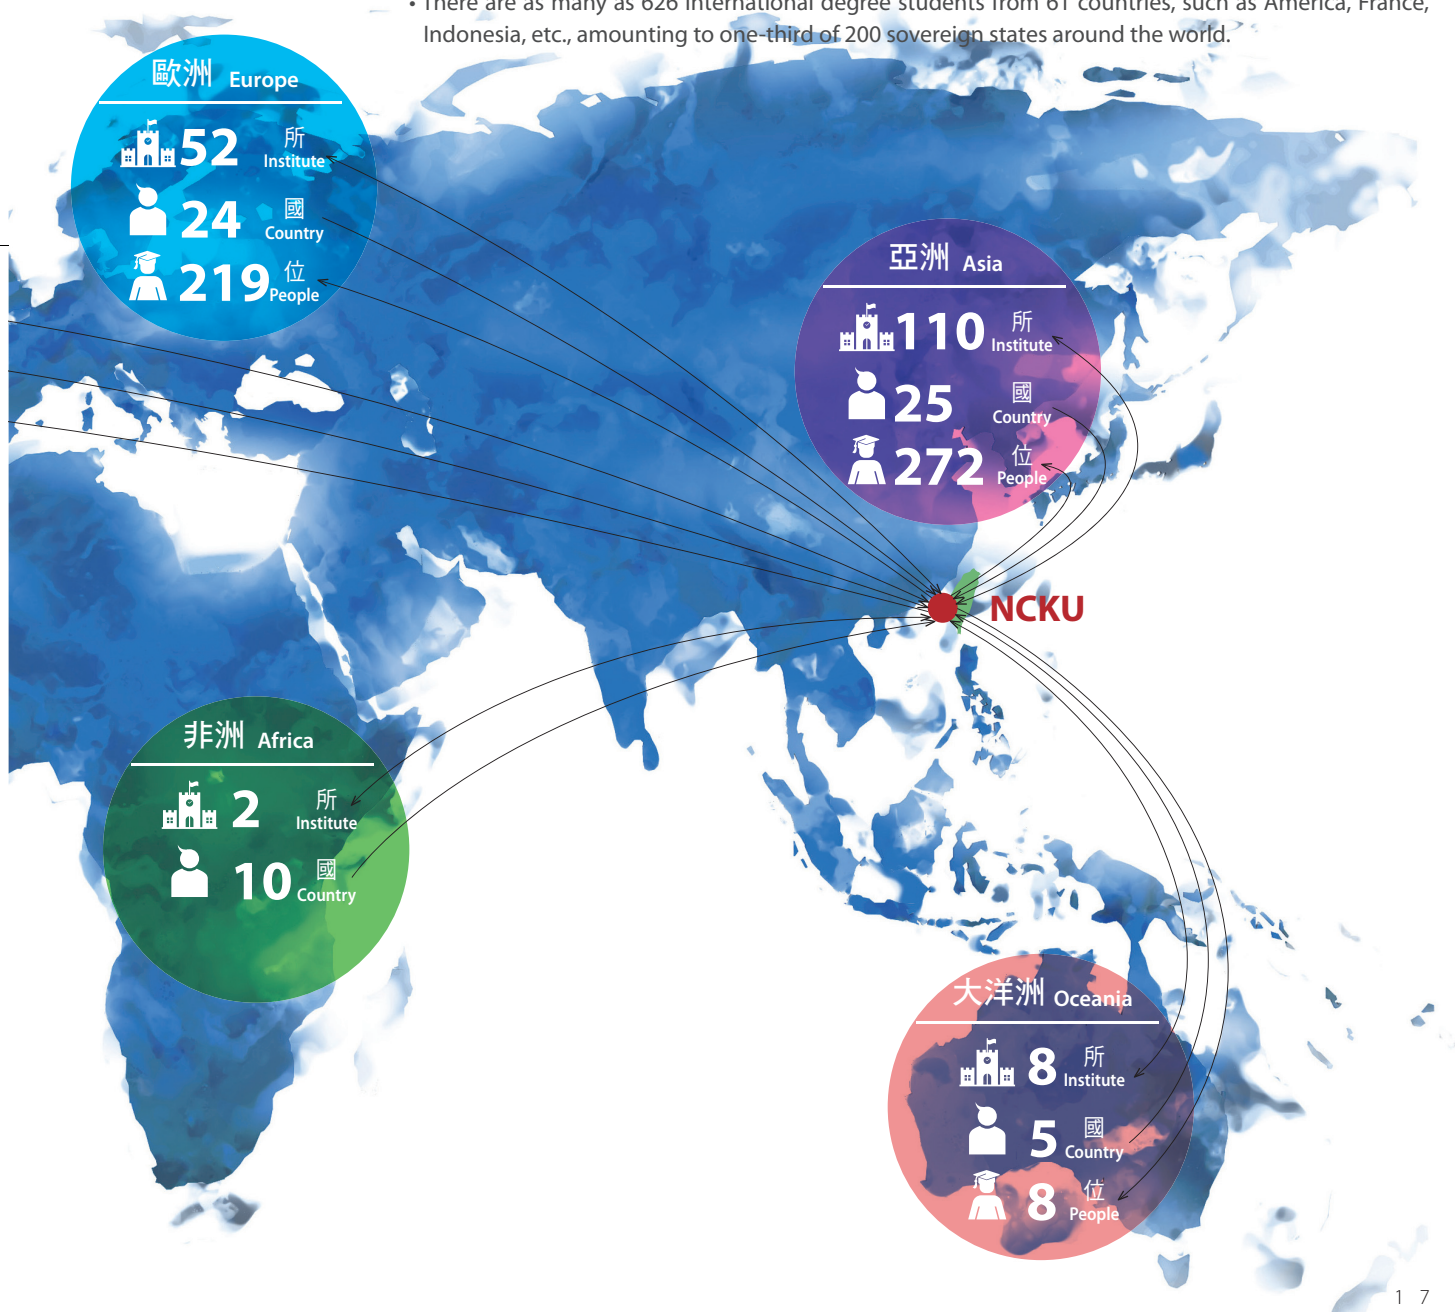 • There are as many as 626 international degree students from 61 countries, such as America, France,
Indonesia, etc., amounting to one-third of 200 sovereign states around the world.
歐洲 Europe
52 所 Institute
24 國 Country
219 位 People
亞洲 Asia
110 所 Institute
25 國 Country
272 位 People
NCKU
非洲 Africa
2 所 Institute
10 國 Country
大洋洲 Oceania
8 所 Institute
5 國 Country
8 位 People
1 7